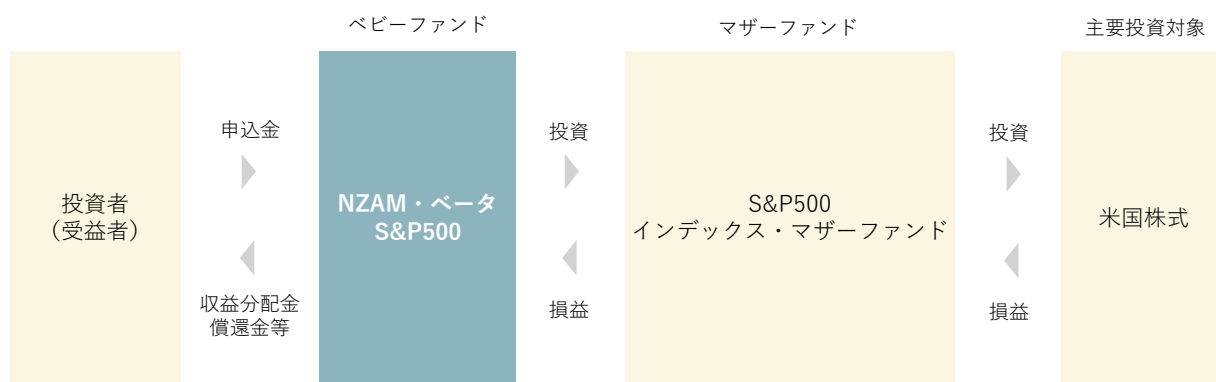 ベビーファンド
マザーファンド
主要投資対象
投資者
（受益者）
申込金
収益分配金
償還金等
NZAM・ベータ
S&P500
投資
損益
S&P500
インデックス・マザーファンド
投資
損益
米国株式